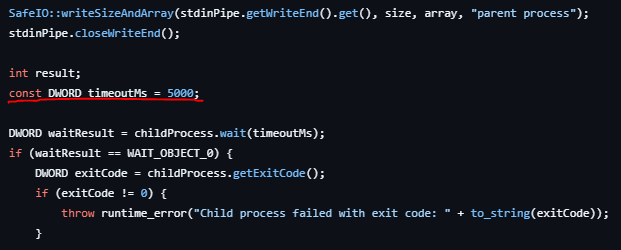 SafeIO::writeSizeAndArray(stdinPipe.getWriteEnd().get(), size, array, "parent process");
stdinPipe.closeWriteEnd();
int result;
const DWORD timeoutMs = 5000;
DWORD waitResult = childProcess.wait(timeoutMs);
if (waitResult == WAIT_OBJECT_0) {
DWORD exitCode = childProcess.getExitCode();
if (exitCode != 0) {
throw runtime_error("Child process failed with exit code: " + to_string(exitCode));
}